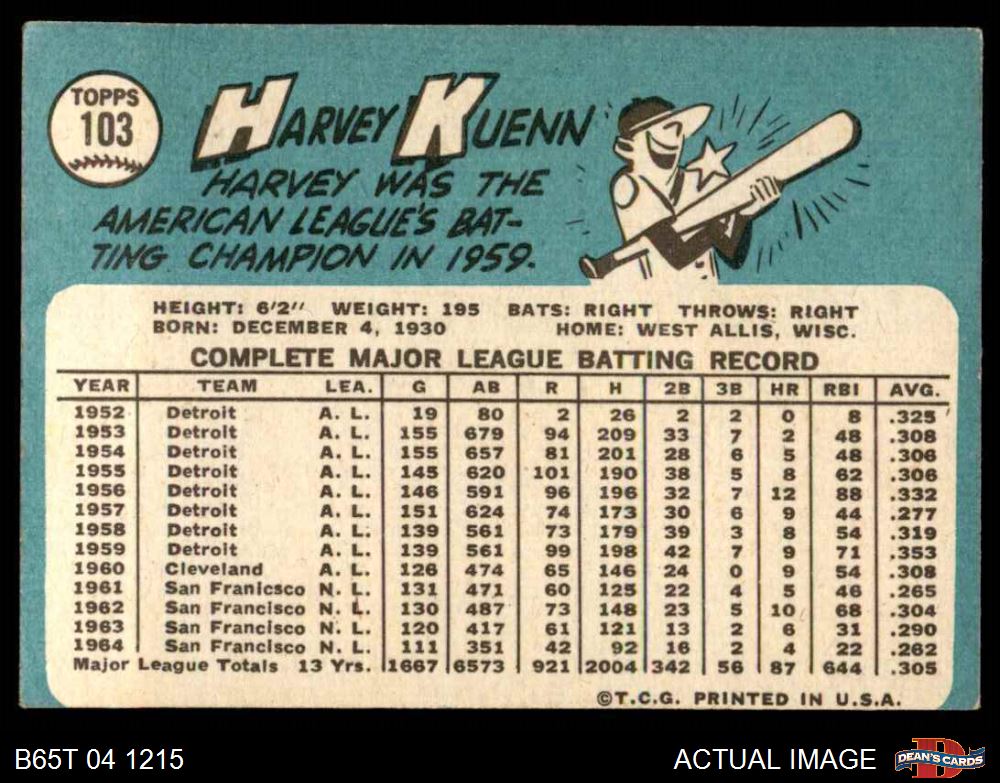 TOPPS
103
HARVEY KUENN
HARVEY WAS THE
AMERICAN LEAGUE'S BAT-
TING CHAMPION IN 1959.
HEIGHT: 6'2" WEIGHT: 195 BATS: RIGHT THROWS: RIGHT
BORN: DECEMBER 4, 1930 HOME: WEST ALLIS, WISC.
COMPLETE MAJOR LEAGUE BATTING RECORD
YEAR TEAM LEA. G AB R H 2B 3B HR RBI AVG.
1952 Detroit A. L. 19 80 2 26 2 2 0 8 .325
1953 Detroit A. L. 155 679 94 209 33 7 2 48 .308
1954 Detroit A. L. 155 657 81 201 28 6 5 48 .306
1955 Detroit A. L. 145 620 101 190 38 5 8 62 .306
1956 Detroit A. L. 146 591 96 196 32 7 12 88 .332
1957 Detroit A. L. 151 624 74 173 30 6 9 44 .277
1958 Detroit A. L. 139 561 73 179 39 3 8 54 .319
1959 Detroit A. L. 139 561 99 198 42 7 9 71 .353
1960 Cleveland A. L. 126 474 65 146 24 0 9 54 .308
1961 San Franicsco N. L. 131 471 60 125 22 4 5 46 .265
1962 San Francisco N. L. 130 487 73 148 23 5 10 68 .304
1963 San Francisco N. L. 120 417 61 121 13 2 6 31 .290
1964 San Francisco N. L. 111 351 42 92 16 2 4 22 .262
Major League Totals 13 Yrs. 1667 6573 921 2004 342 56 87 644 .305
©T.C.G. PRINTED IN U.S.A.
B65T 04 1215 ACTUAL IMAGE
D
DEAN'S CARDS